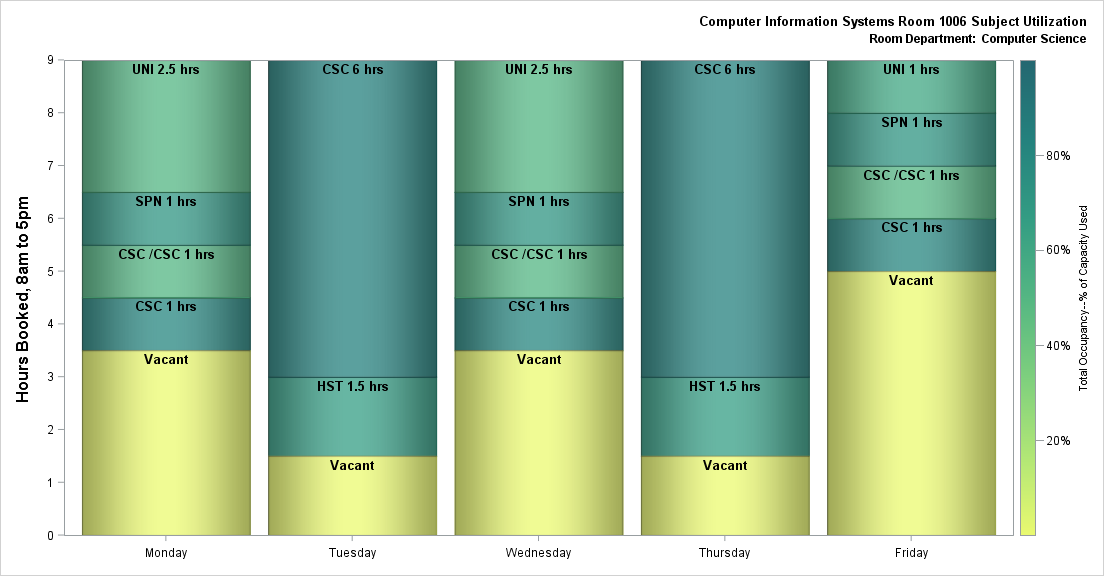 Computer Information Systems Room 1006 Subject Utilization
Room Department: Computer Science
Hours Booked, 8am to 5pm
9
8
7
6
5
4
3
2
1
0
UNI 2.5 hrs
SPN 1 hrs
CSC /CSC 1 hrs
CSC 1 hrs
Vacant
Monday
CSC 6 hrs
HST 1.5 hrs
Vacant
Tuesday
UNI 2.5 hrs
SPN 1 hrs
CSC /CSC 1 hrs
CSC 1 hrs
Vacant
Wednesday
CSC 6 hrs
HST 1.5 hrs
Vacant
Thursday
UNI 1 hrs
SPN 1 hrs
CSC /CSC 1 hrs
CSC 1 hrs
Vacant
Friday
80%
60%
40%
20%
Total Occupancy--% of Capacity Used